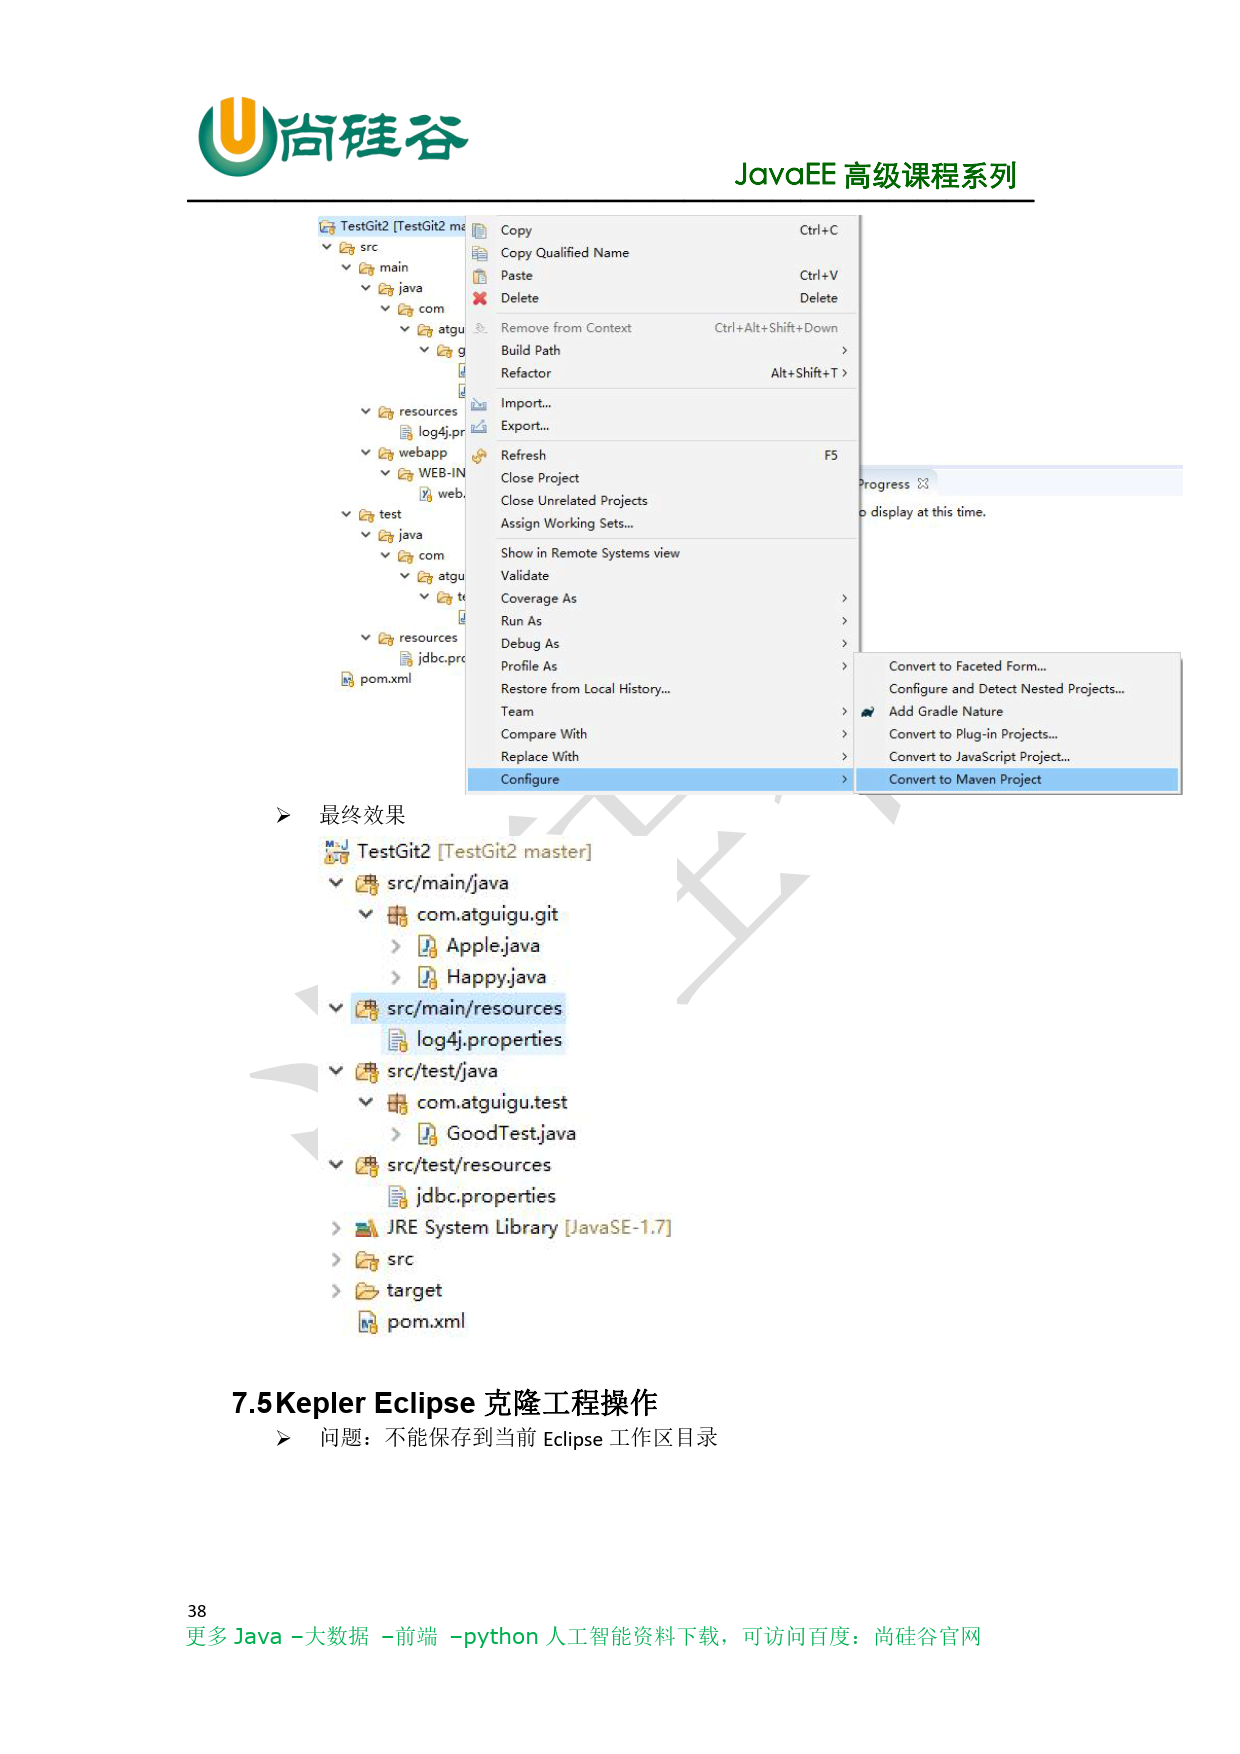 尚硅谷
JavaEE 高级课程系列
TestGit2 [TestGit2 ma
src
main
java
com
atgu
g
resources
log4j.pr
webapp
WEB-IN
web.
test
java
com
atgu
te
resources
jdbc.pro
pom.xml
Copy Ctrl+C
Copy Qualified Name
Paste Ctrl+V
Delete Delete
Remove from Context Ctrl+Alt+Shift+Down
Build Path
Refactor Alt+Shift+T
Import...
Export...
Refresh F5
Close Project
Close Unrelated Projects
Assign Working Sets...
Show in Remote Systems view
Validate
Coverage As
Run As
Debug As
Profile As
Restore from Local History...
Team
Compare With
Replace With
Configure
Progress
o display at this time.
Convert to Faceted Form...
Configure and Detect Nested Projects...
Add Gradle Nature
Convert to Plug-in Projects...
Convert to JavaScript Project...
Convert to Maven Project
➢ 最终效果
TestGit2 [TestGit2 master]
src/main/java
com.atguigu.git
Apple.java
Happy.java
src/main/resources
log4j.properties
src/test/java
com.atguigu.test
GoodTest.java
src/test/resources
jdbc.properties
JRE System Library [JavaSE-1.7]
src
target
pom.xml
7.5 Kepler Eclipse 克隆工程操作
➢ 问题：不能保存到当前 Eclipse 工作区目录
38
更多 Java –大数据 –前端 –python 人工智能资料下载，可访问百度：尚硅谷官网